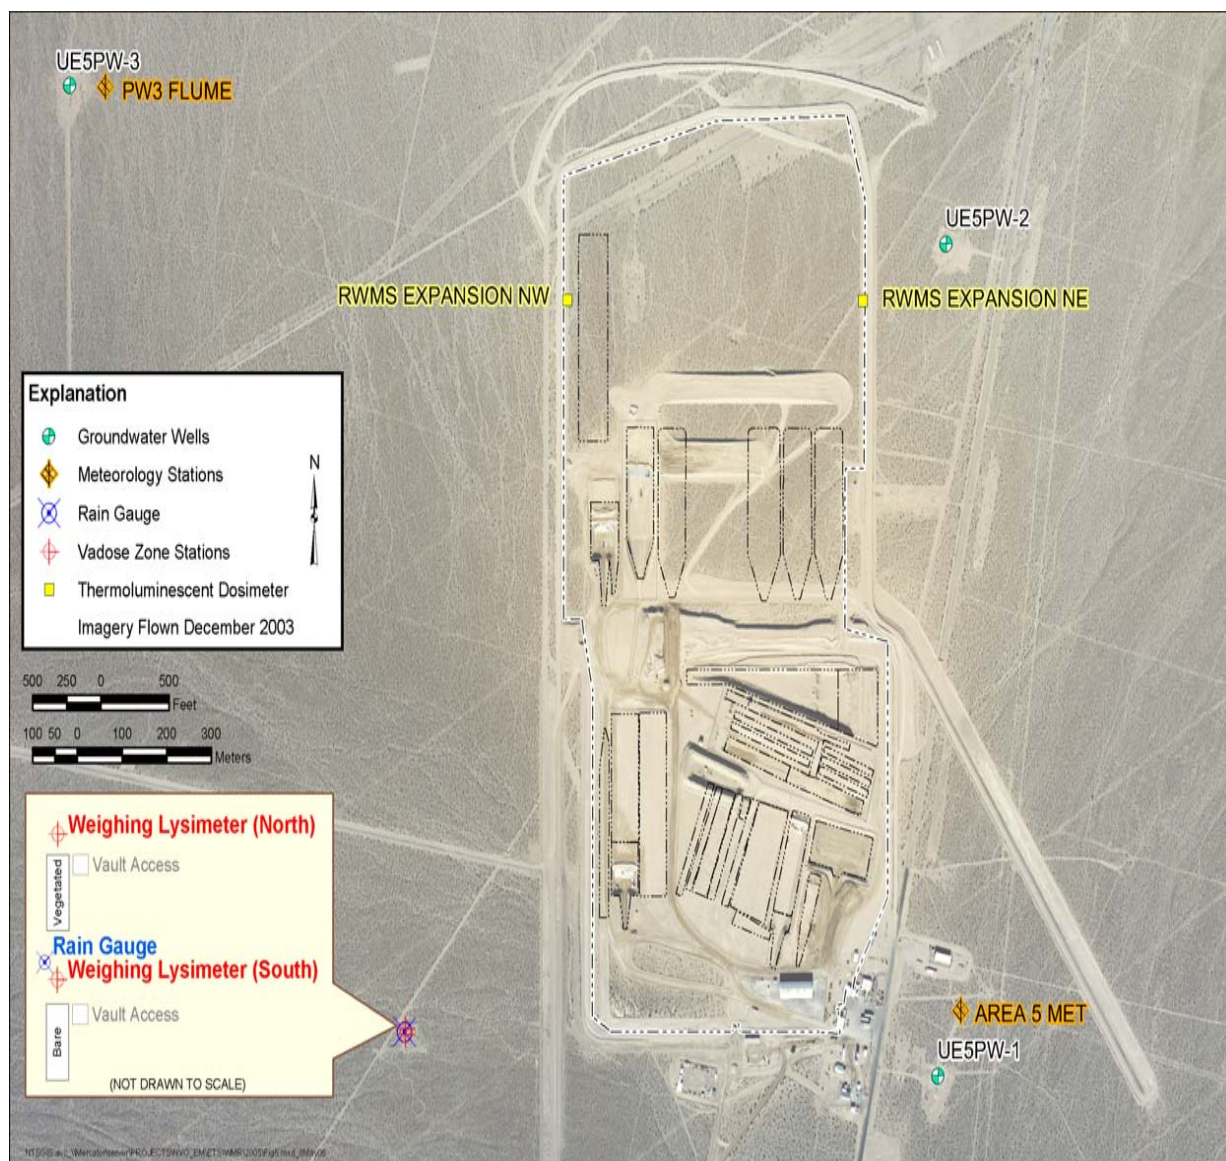 UE5PW-3
PW3 FLUME
UE5PW-2
RWMS EXPANSION NW
RWMS EXPANSION NE
Explanation
Groundwater Wells
Meteorology Stations
N
Rain Gauge
Vadose Zone Stations
Thermoluminescent Dosimeter
Imagery Flown December 2003
500 250 0 500
Feet
100 50 0 100 200 300
Meters
Weighing Lysimeter (North)
Vault Access
Vegetated
Rain Gauge
Weighing Lysimeter (South)
Vault Access
Bare
(NOT DRAWN TO SCALE)
AREA 5 MET
UE5PW-1